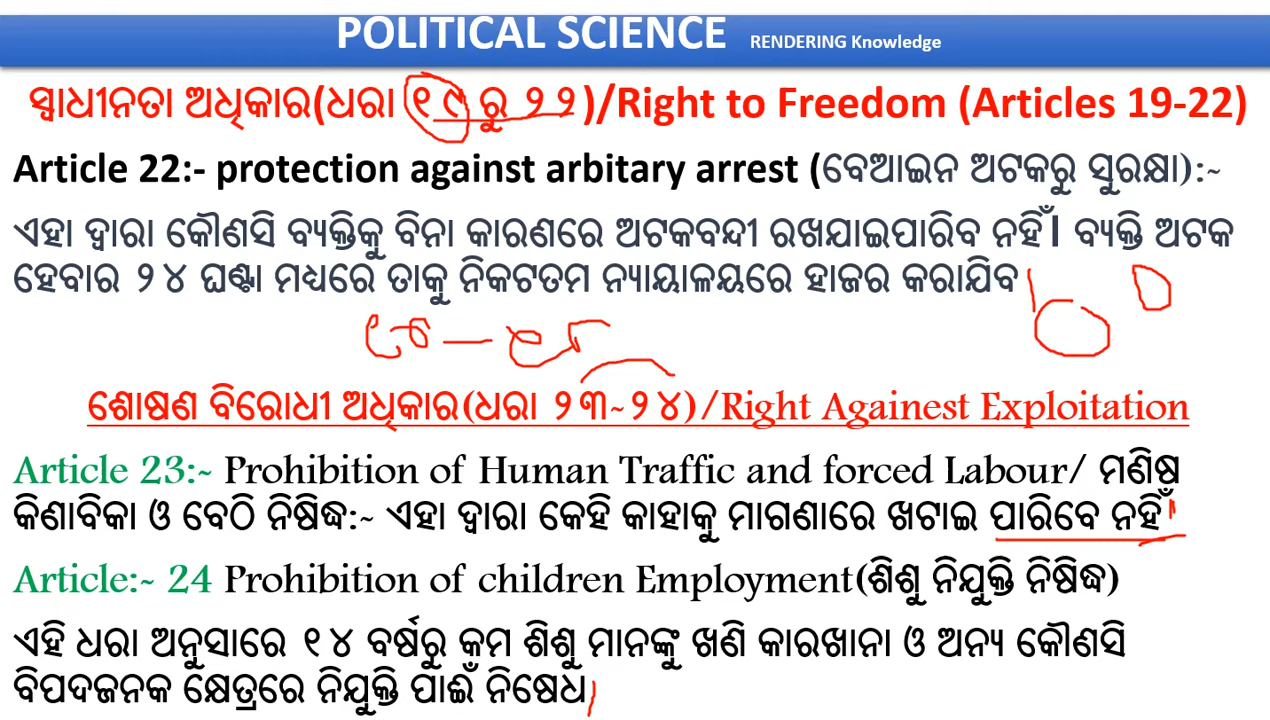 POLITICAL SCIENCE RENDERING Knowledge
ସ୍ବାଧୀନତା ଅଧିକାର(ଧରା ୧୯ ରୁ ୨୨)/Right to Freedom (Articles 19-22)
Article 22:- protection against arbitary arrest (ବେଆଇନ ଅଟକରୁ ସୁରକ୍ଷା):~
ଏହା ଦ୍ୱାରା କୌଣସି ବ୍ୟକ୍ତିକୁ ବିନା କାରଣରେ ଅଟକବନ୍ଦୀ ରଖଯାଇପାରିବ ନହିଁ। ବ୍ୟକ୍ତି ଅଟକ
ହେବାର ୨୪ ଘଣ୍ଟା ମଧ୍ୟରେ ତାକୁ ନିକଟତମ ନ୍ୟାୟାଳୟରେ ହାଜର କରାଯିବ
ଶୋଷଣ ବିରୋଧୀ ଅଧିକାର(ଧରା ୨୩~୨୪)/Right Againest Exploitation
Article 23:~ Prohibition of Human Traffic and forced Labour/ ମଣିଷ
କିଣାବିକା ଓ ବେଠି ନିଷିଦ୍ଧ:~ ଏହା ଦ୍ୱାରା କେହି କାହାକୁ ମାଗଣାରେ ଖଟାଇ ପାରିବେ ନହିଁ
Article:~ 24 Prohibition of children Employment(ଶିଶୁ ନିଯୁକ୍ତି ନିଷିଦ୍ଧ)
ଏହି ଧରା ଅନୁସାରେ ୧୪ ବର୍ଷରୁ କମ ଶିଶୁ ମାନଙ୍କୁ ଖଣି କାରଖାନା ଓ ଅନ୍ୟ କୌଣସି
ବିପଦଜନକ କ୍ଷେତ୍ରରେ ନିଯୁକ୍ତି ପାଇଁ ନିଷେଧ